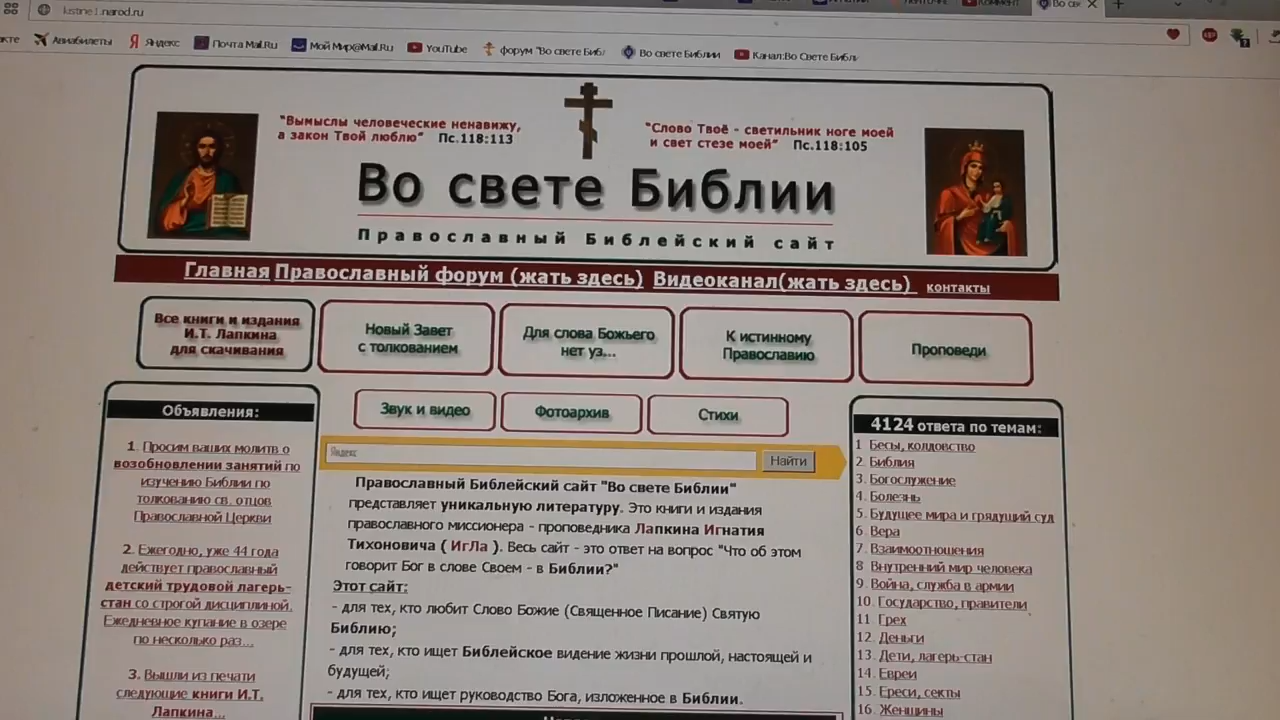 kistine1.narod.ru
Авиабилеты
Яндекс
Почта Mail.Ru
Мой Мир@Mail.Ru
YouTube
форум "Во свете Библ
Во свете Библии
Канал:Во Свете Библ
"Вымыслы человеческие ненавижу,
а закон Твой люблю" Пс.118:113
"Слово Твоё - светильник ноге моей
и свет стезе моей" Пс.118:105
Во свете Библии
Православный Библейский сайт
Главная Православный форум (жать здесь) Видеоканал(жать здесь) контакты
Все книги и издания
И.Т. Лапкина
для скачивания
Новый Завет
с толкованием
Для слова Божьего
нет уз...
К истинному
Православию
Проповеди
Звук и видео
Фотоархив
Стихи
Объявления:
1. Просим ваших молитв о
возобновлении занятий по
изучению Библии по
толкованию св. отцов
Православной Церкви
2. Ежегодно, уже 44 года
действует православный
детский трудовой лагерь-
стан со строгой дисциплиной.
Ежедневное купание в озере
по несколько раз...
3. Вышли из печати
следующие книги И.Т.
Лапкина...
Яндекс
Найти
Православный Библейский сайт "Во свете Библии"
представляет уникальную литературу. Это книги и издания
православного миссионера - проповедника Лапкина Игнатия
Тихоновича ( ИгЛа ). Весь сайт - это ответ на вопрос "Что об этом
говорит Бог в слове Своем - в Библии?"
Этот сайт:
- для тех, кто любит Слово Божие (Священное Писание) Святую
Библию;
- для тех, кто ищет Библейское видение жизни прошлой, настоящей и
будущей;
- для тех, кто ищет руководство Бога, изложенное в Библии.
4124 ответа по темам:
1 Бесы, колдовство
2. Библия
3. Богослужение
4. Болезнь
5. Будущее мира и грядущий суд
6. Вера
7. Взаимоотношения
8 Внутренний мир человека
9. Война, служба в армии
10. Государство, правители
11. Грех
12. Деньги
13. Дети, лагерь-стан
14. Евреи
15. Ереси, секты
16. Женщины